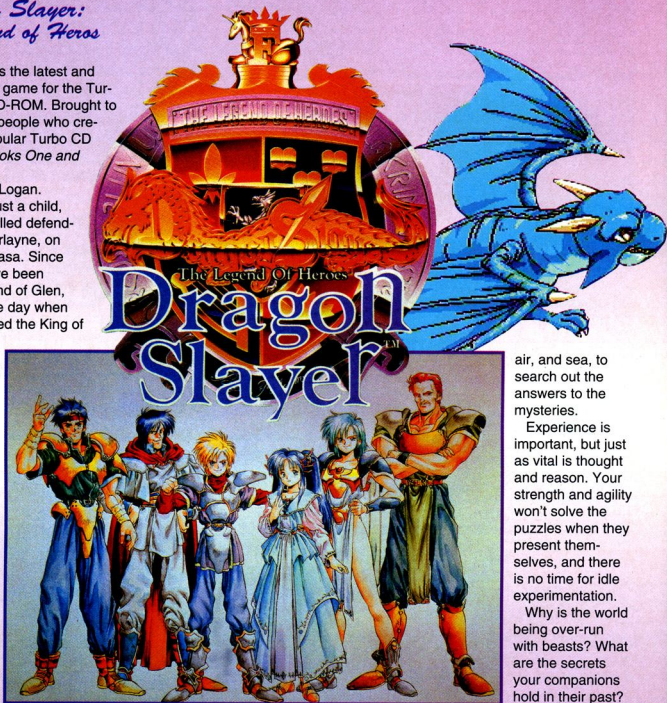 Slayer:
of Heros
s the latest and
game for the Tur-
D-ROM. Brought to
people who cre-
pular Turbo CD
oks One and
Logan.
ust a child,
lled defend-
rlayne, on
asa. Since
ve been
nd of Glen,
e day when
ed the King of
THE LEGEND OF HEROES
The Legend Of Heroes
Dragon
Slayer™
air, and sea, to
search out the
answers to the
mysteries.
Experience is
important, but just
as vital is thought
and reason. Your
strength and agility
won't solve the
puzzles when they
present them-
selves, and there
is no time for idle
experimentation.
Why is the world
being over-run
with beasts? What
are the secrets
your companions
hold in their past?